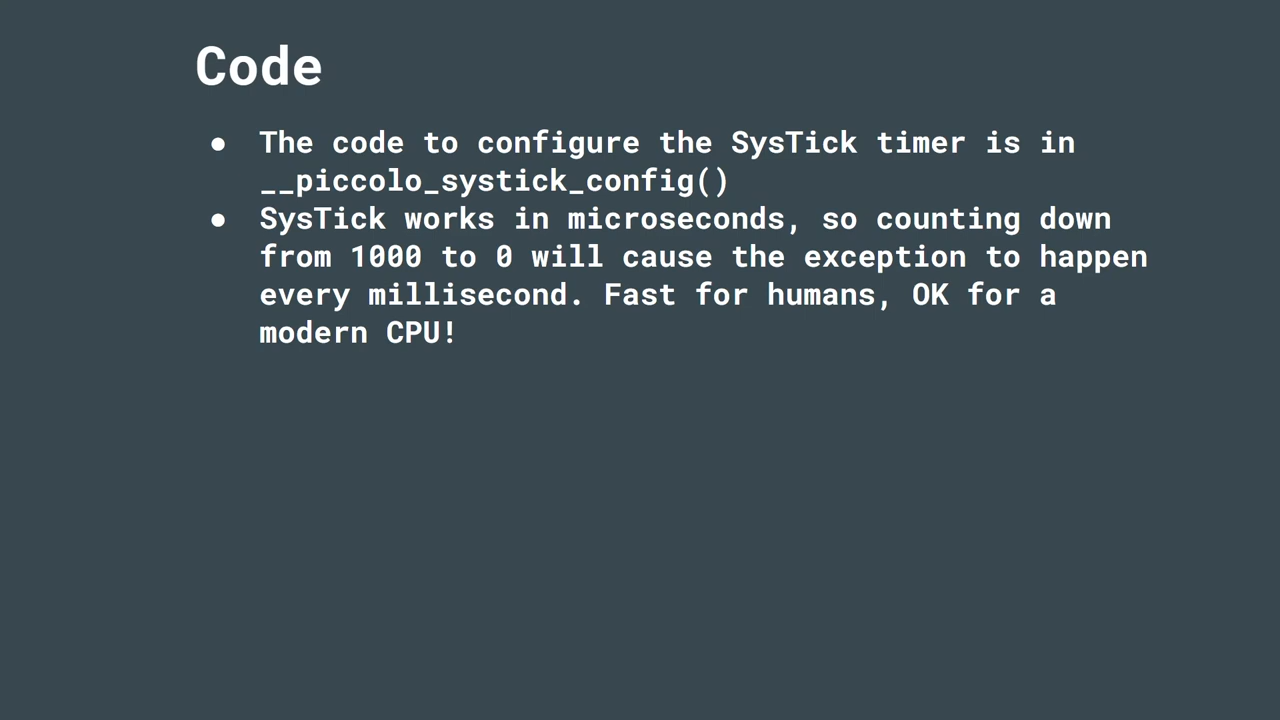 Code
● The code to configure the SysTick timer is in
__piccolo_systick_config()
● SysTick works in microseconds, so counting down
from 1000 to 0 will cause the exception to happen
every millisecond. Fast for humans, OK for a
modern CPU!